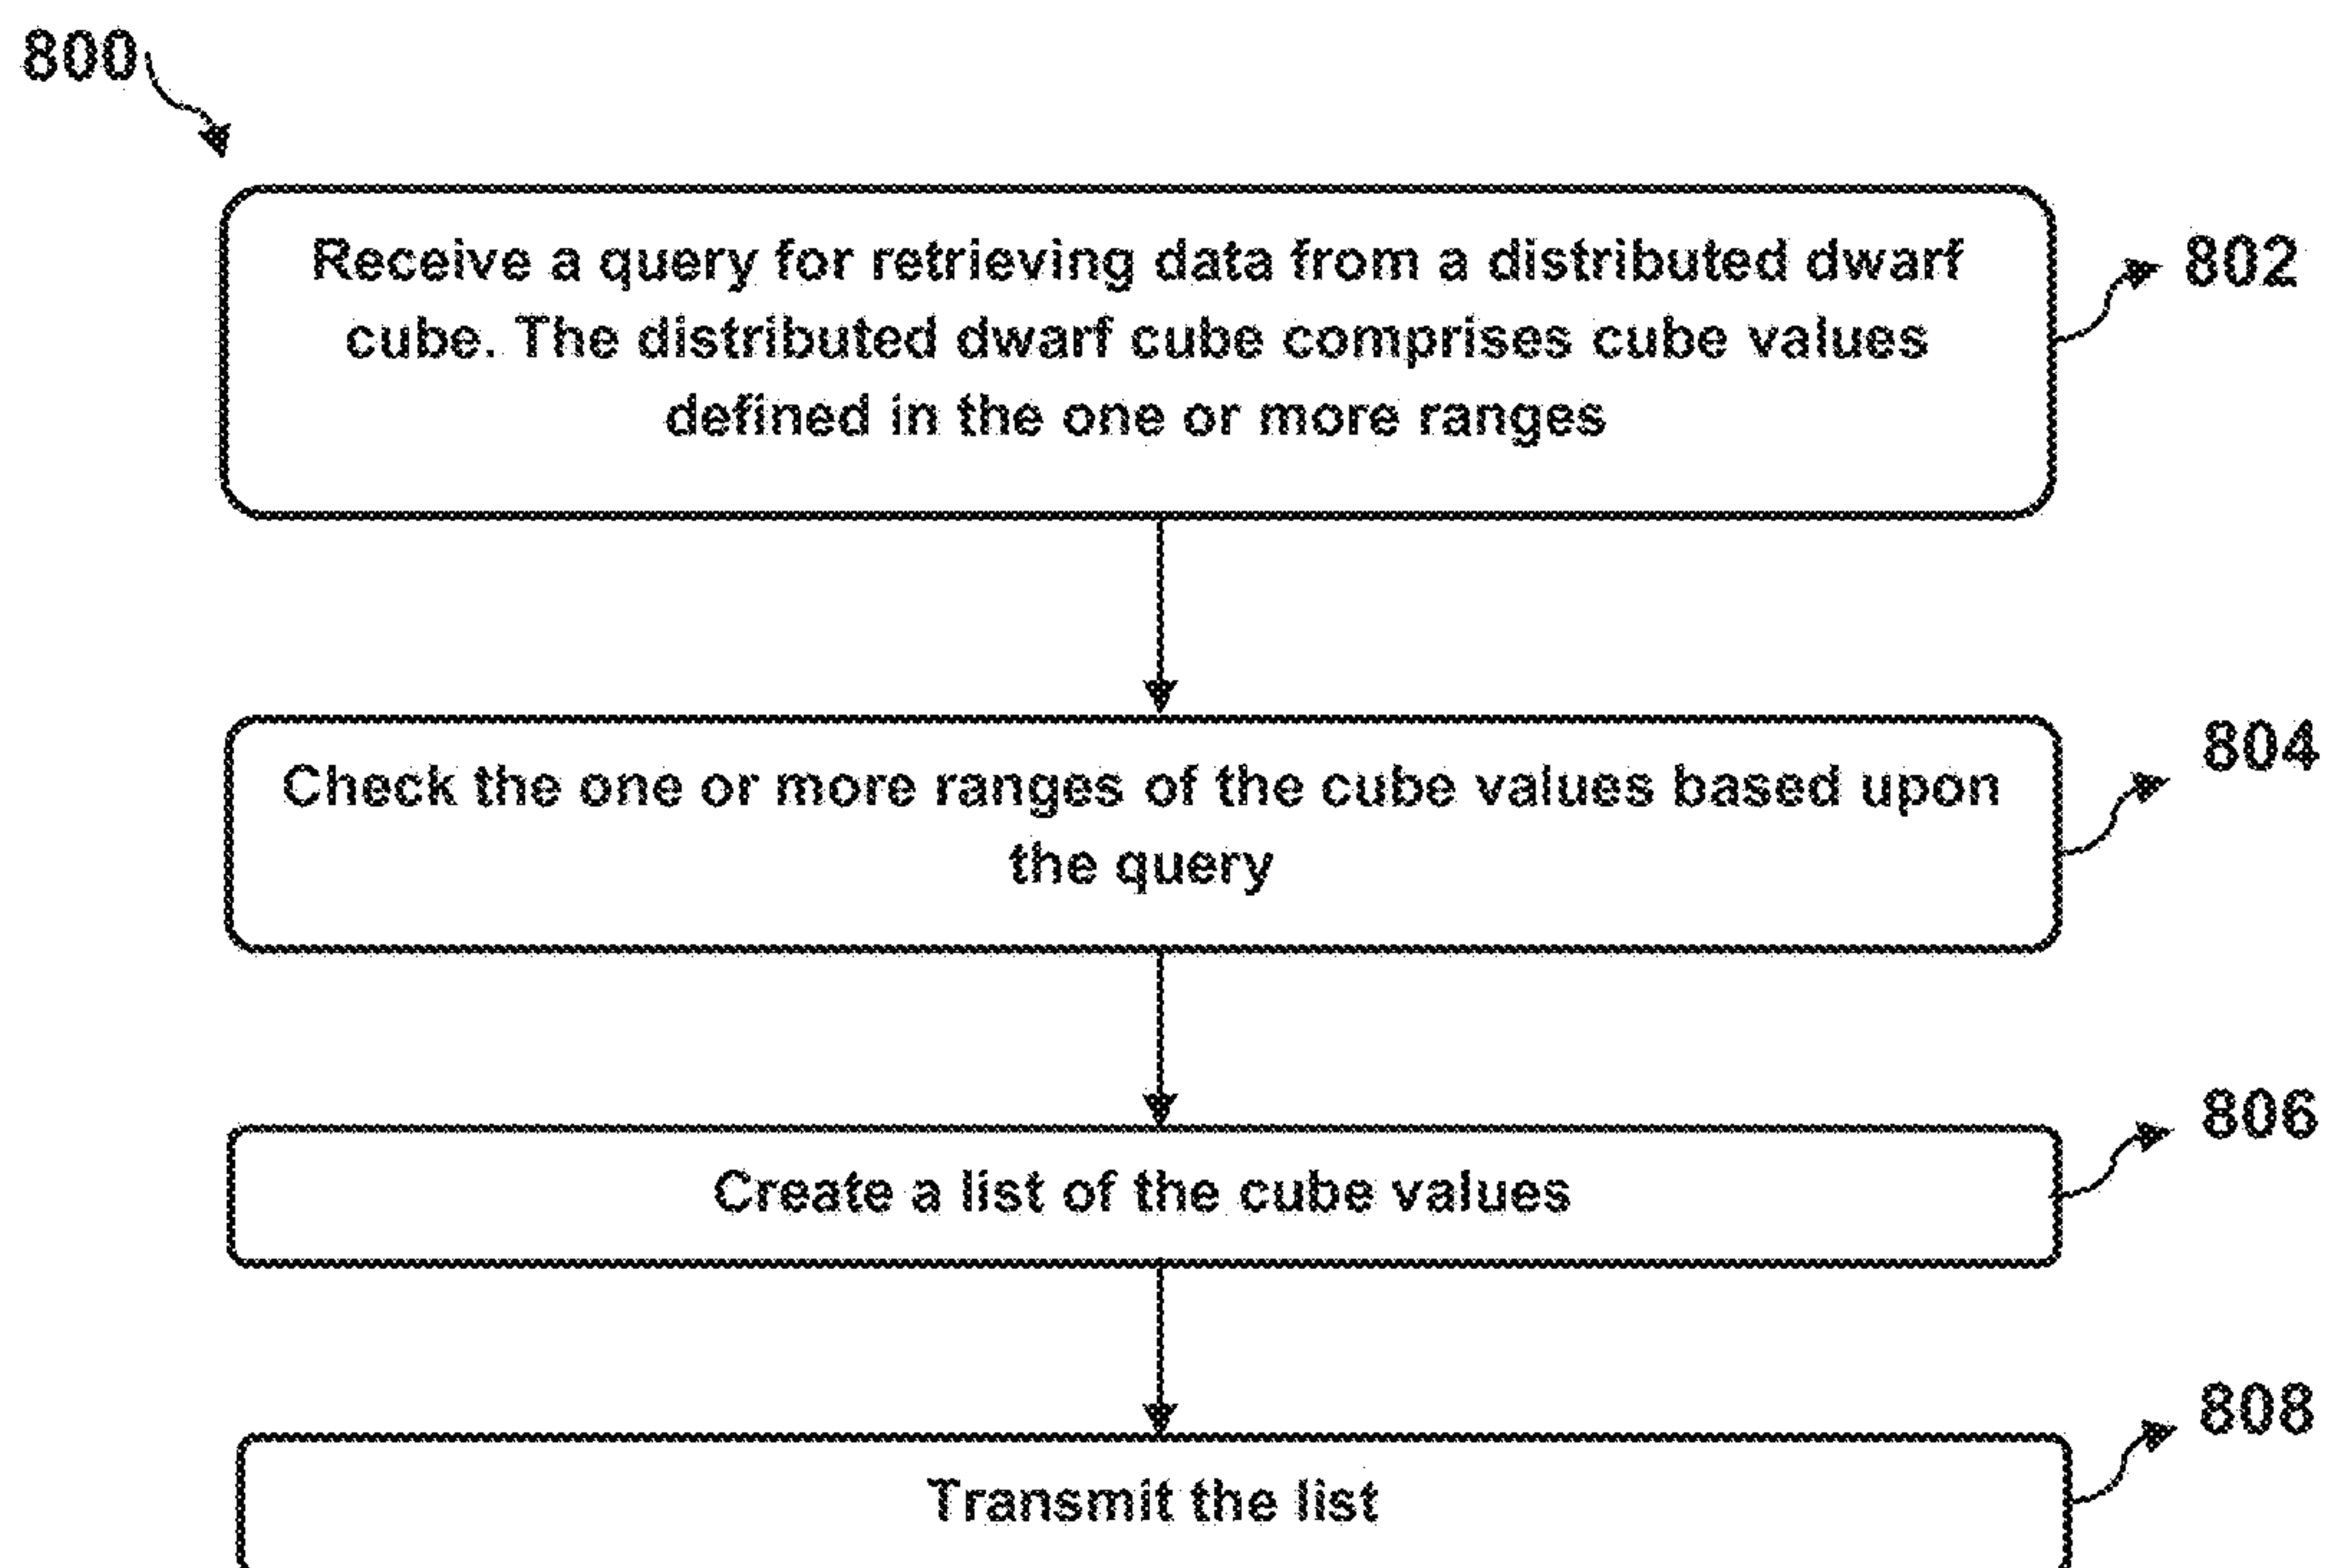 800
Receive a query for retrieving data from a distributed dwarf
cube. The distributed dwarf cube comprises cube values
defined in the one or more ranges
802
Check the one or more ranges of the cube values based upon
the query
804
Create a list of the cube values
806
Transmit the list
808